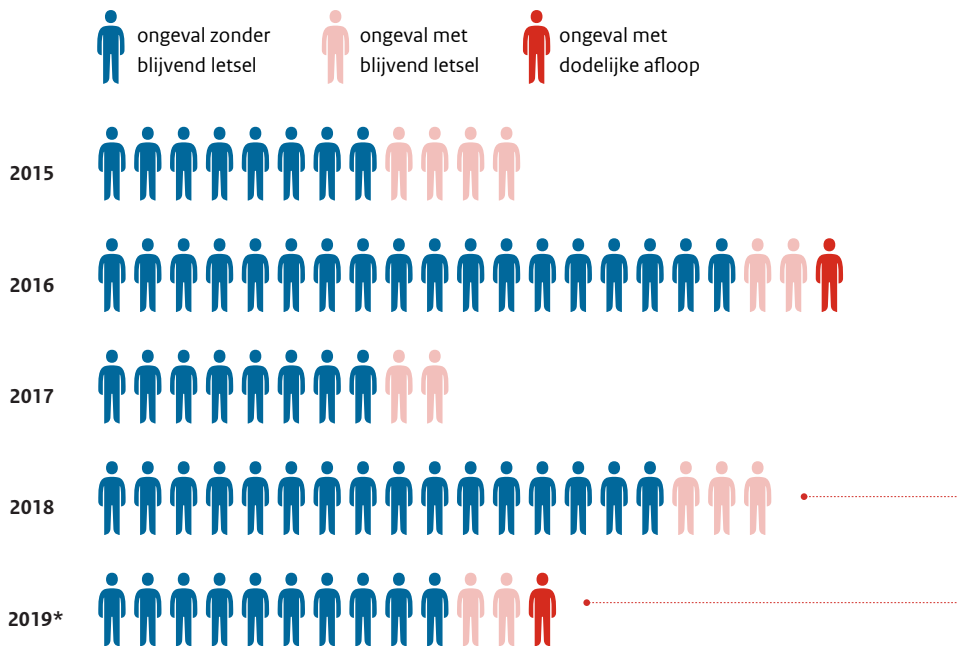 ongeval zonder
blijvend letsel
ongeval met
blijvend letsel
ongeval met
dodelijke afloop
2015
2016
2017
2018
2019*